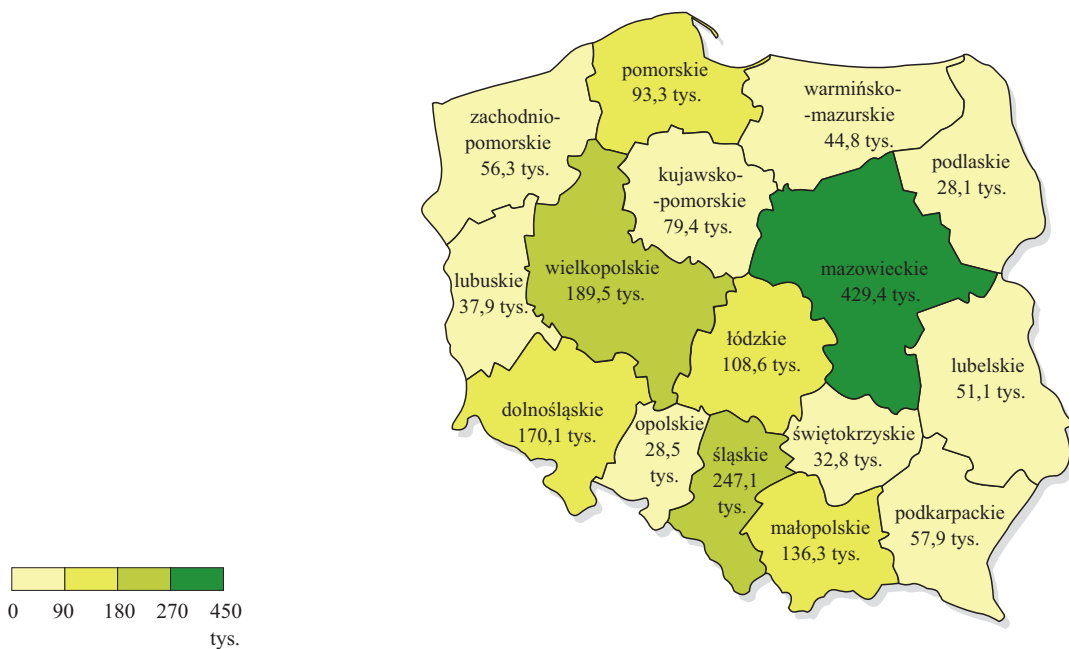 pomorskie
93,3 tys.
warmińsko-
-mazurskie
44,8 tys.
zachodnio-
pomorskie
56,3 tys.
podlaskie
28,1 tys.
kujawsko-
-pomorskie
79,4 tys.
mazowieckie
429,4 tys.
wielkopolskie
189,5 tys.
lubuskie
37,9 tys.
łódzkie
108,6 tys.
lubelskie
51,1 tys.
dolnośląskie
170,1 tys.
opolskie
28,5
tys.
śląskie
247,1
tys.
świętokrzyskie
32,8 tys.
małopolskie
136,3 tys.
podkarpackie
57,9 tys.
0 90 180 270 450
tys.